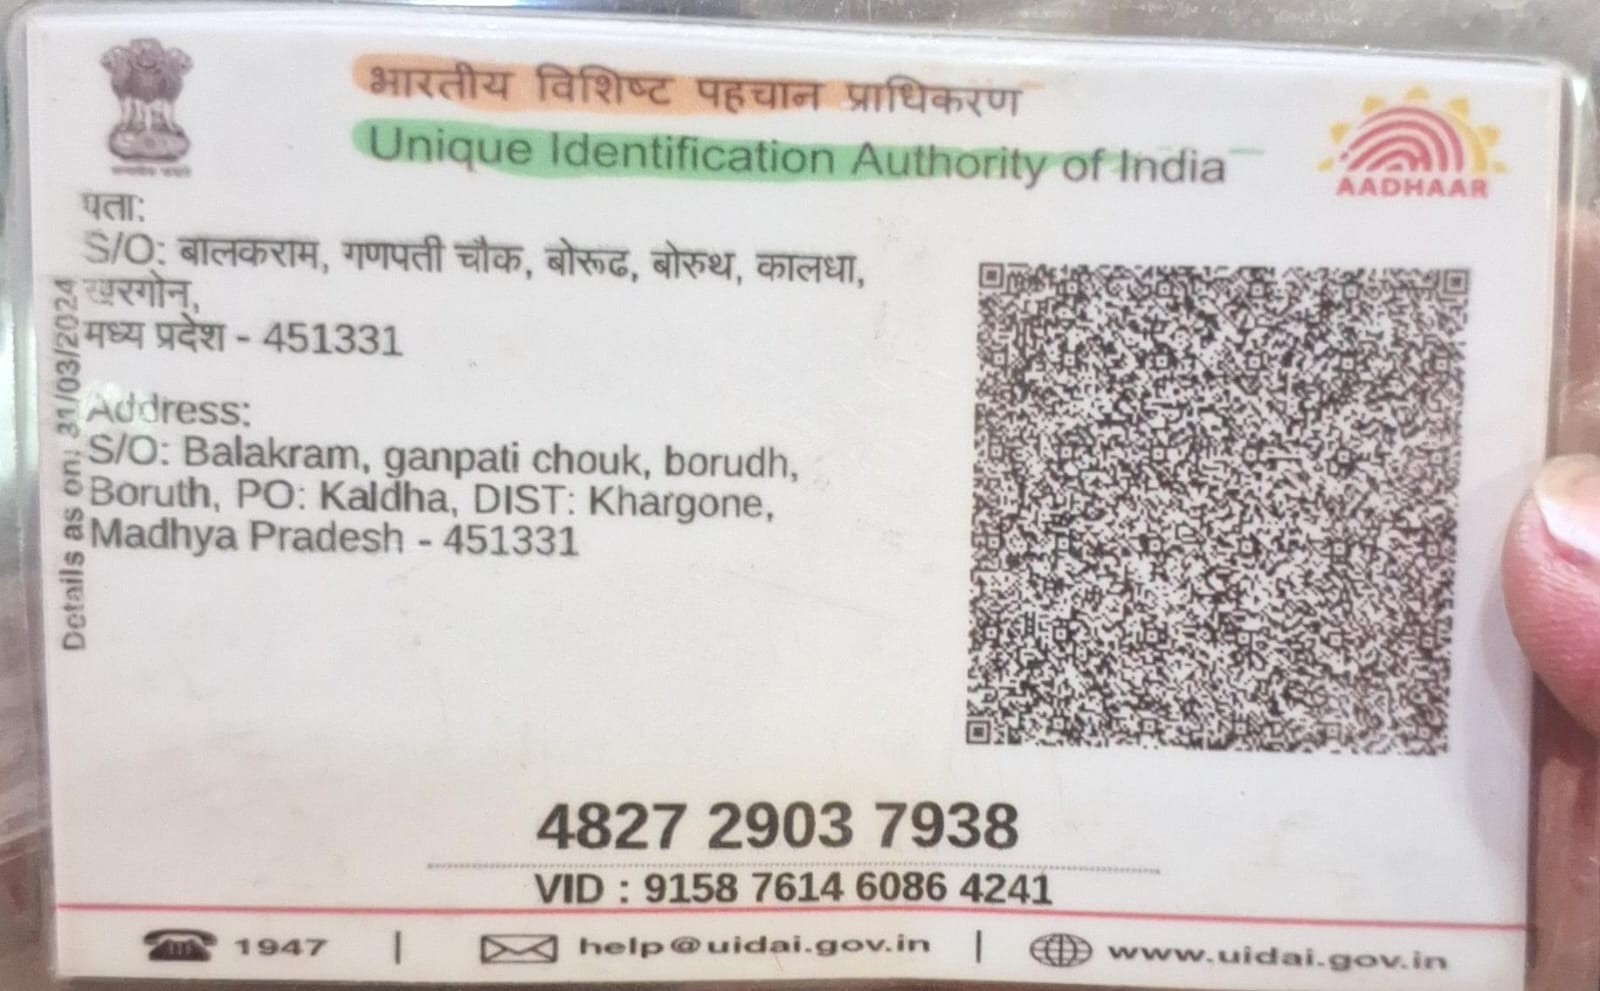 भारतीय विशिष्ट पहचान प्राधिकरण
Unique Identification Authority of India
AADHAAR
पता:
S/O: बालकराम, गणपती चौक, बोरूढ, बोरुथ, कालधा,
खरगोन,
मध्य प्रदेश - 451331
Address:
S/O: Balakram, ganpati chouk, borudh,
Boruth, PO: Kaldha, DIST: Khargone,
Madhya Pradesh - 451331
Details as on: 31/03/2024
4827 2903 7938
VID : 9158 7614 6086 4241
1947 | help@uidai.gov.in | www.uidai.gov.in